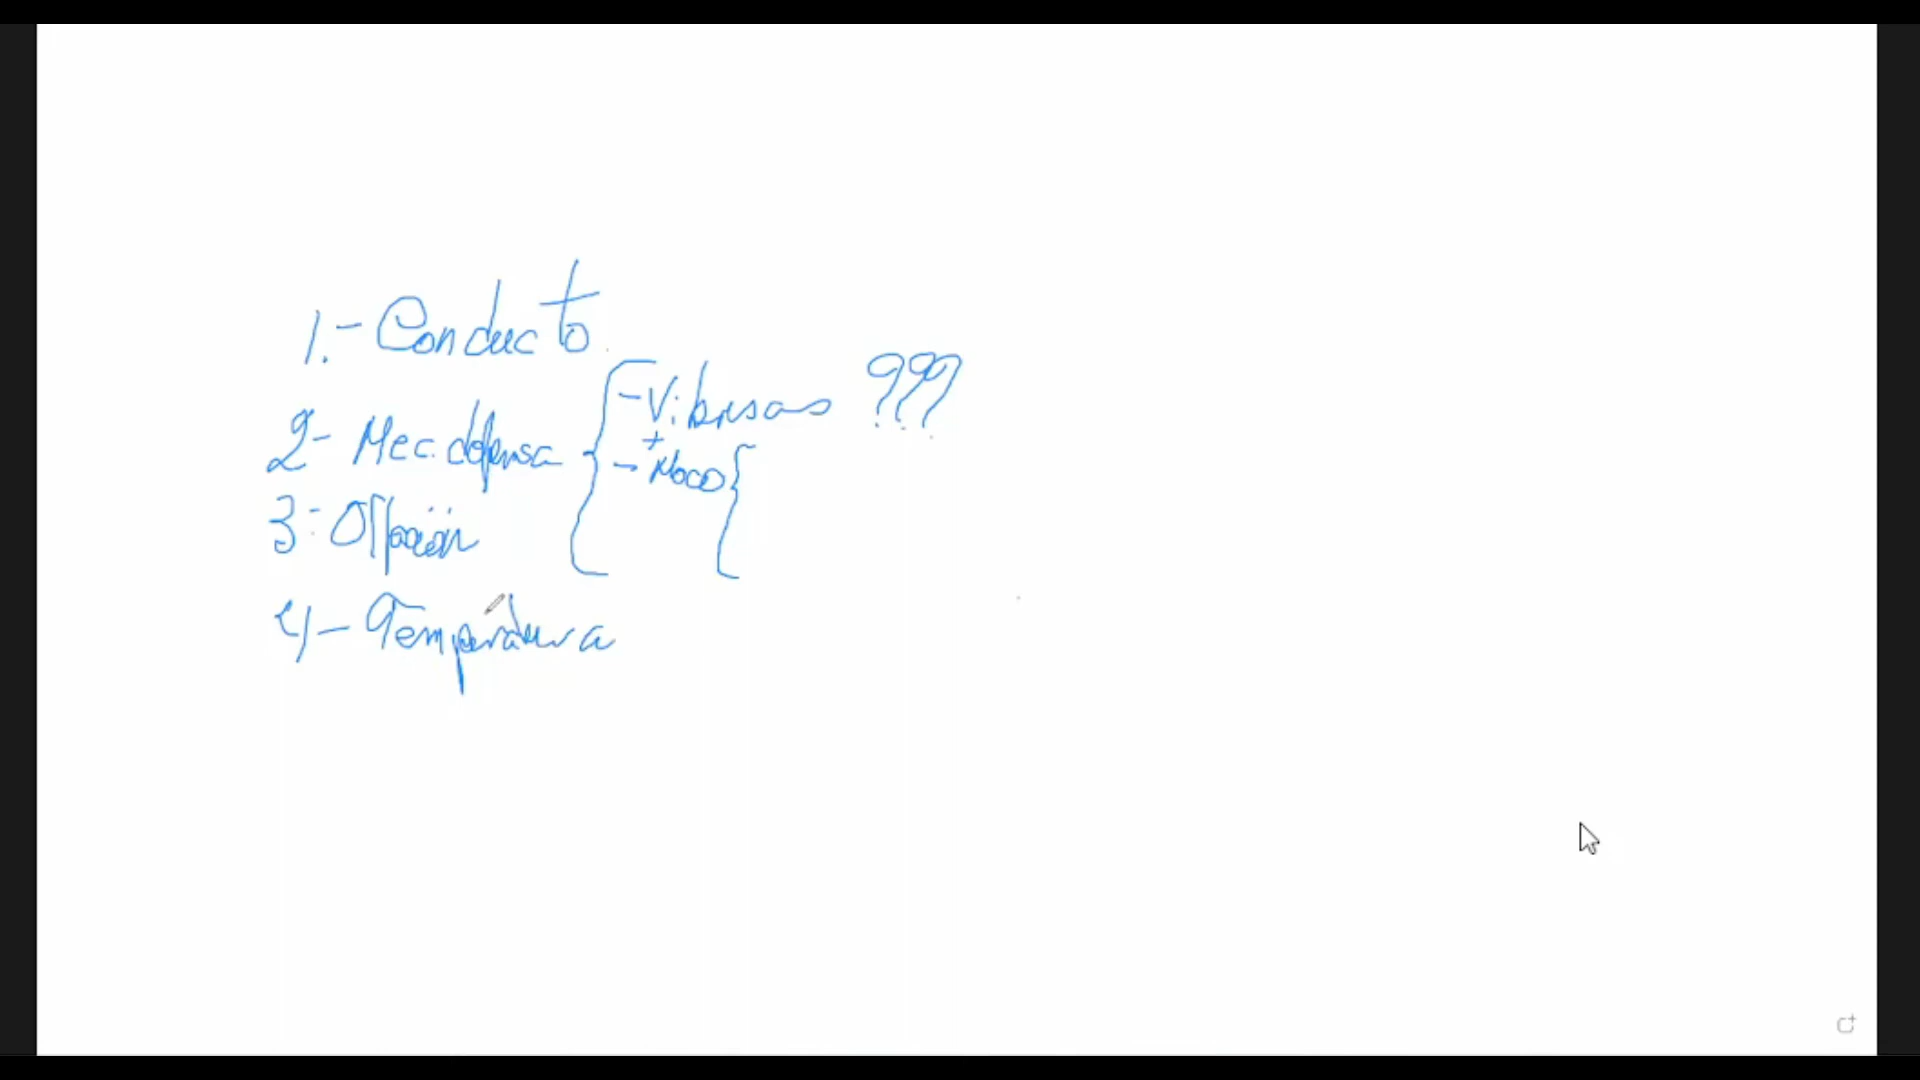 1.- Conducto
2- Mec. defensa { - Vibrisas ???
+
- Moco {
3.- Olfación
4- Temperatura